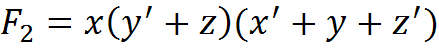 F₂ = x(y′ + z)(x′ + y + z′)